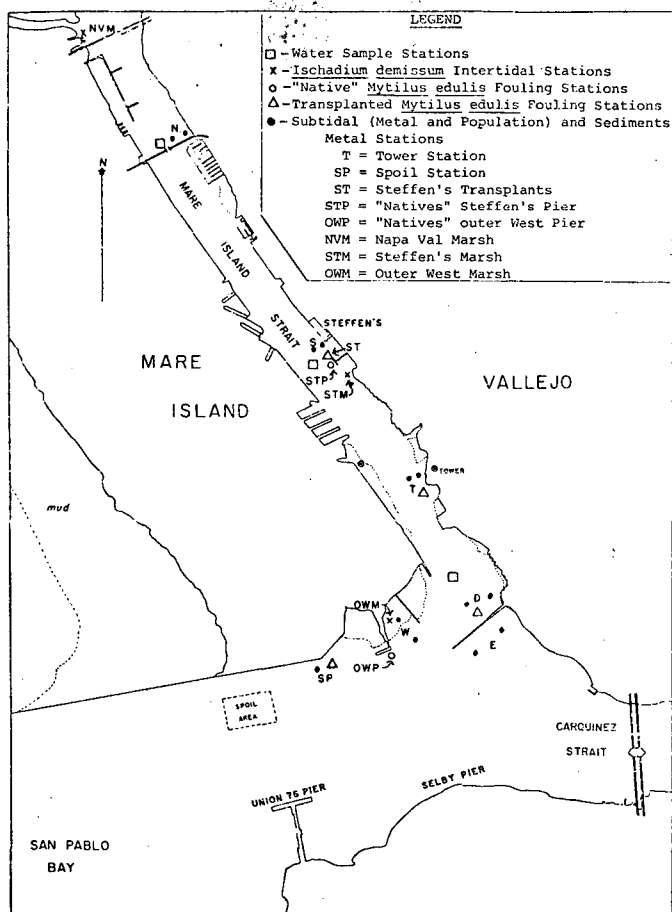 LEGEND
□ - Water Sample Stations
x - Ischadium demissum Intertidal Stations
o - "Native" Mytilus edulis Fouling Stations
△ - Transplanted Mytilus edulis Fouling Stations
● - Subtidal (Metal and Population) and Sediments
Metal Stations
T = Tower Station
SP = Spoil Station
ST = Steffen's Transplants
STP = "Natives" Steffen's Pier
OWP = "Natives" outer West Pier
NVM = Napa Val Marsh
STM = Steffen's Marsh
OWM = Outer West Marsh
NVM
N
N
MARE
ISLAND
STRAIT
STEFFEN'S
S
ST
STP
STM
MARE
ISLAND
VALLEJO
TOWER
T
mud
D
OWM
W
E
OWP
SP
SPOIL
AREA
CARQUINEZ
STRAIT
SELBY PIER
UNION 76 PIER
SAN PABLO
BAY